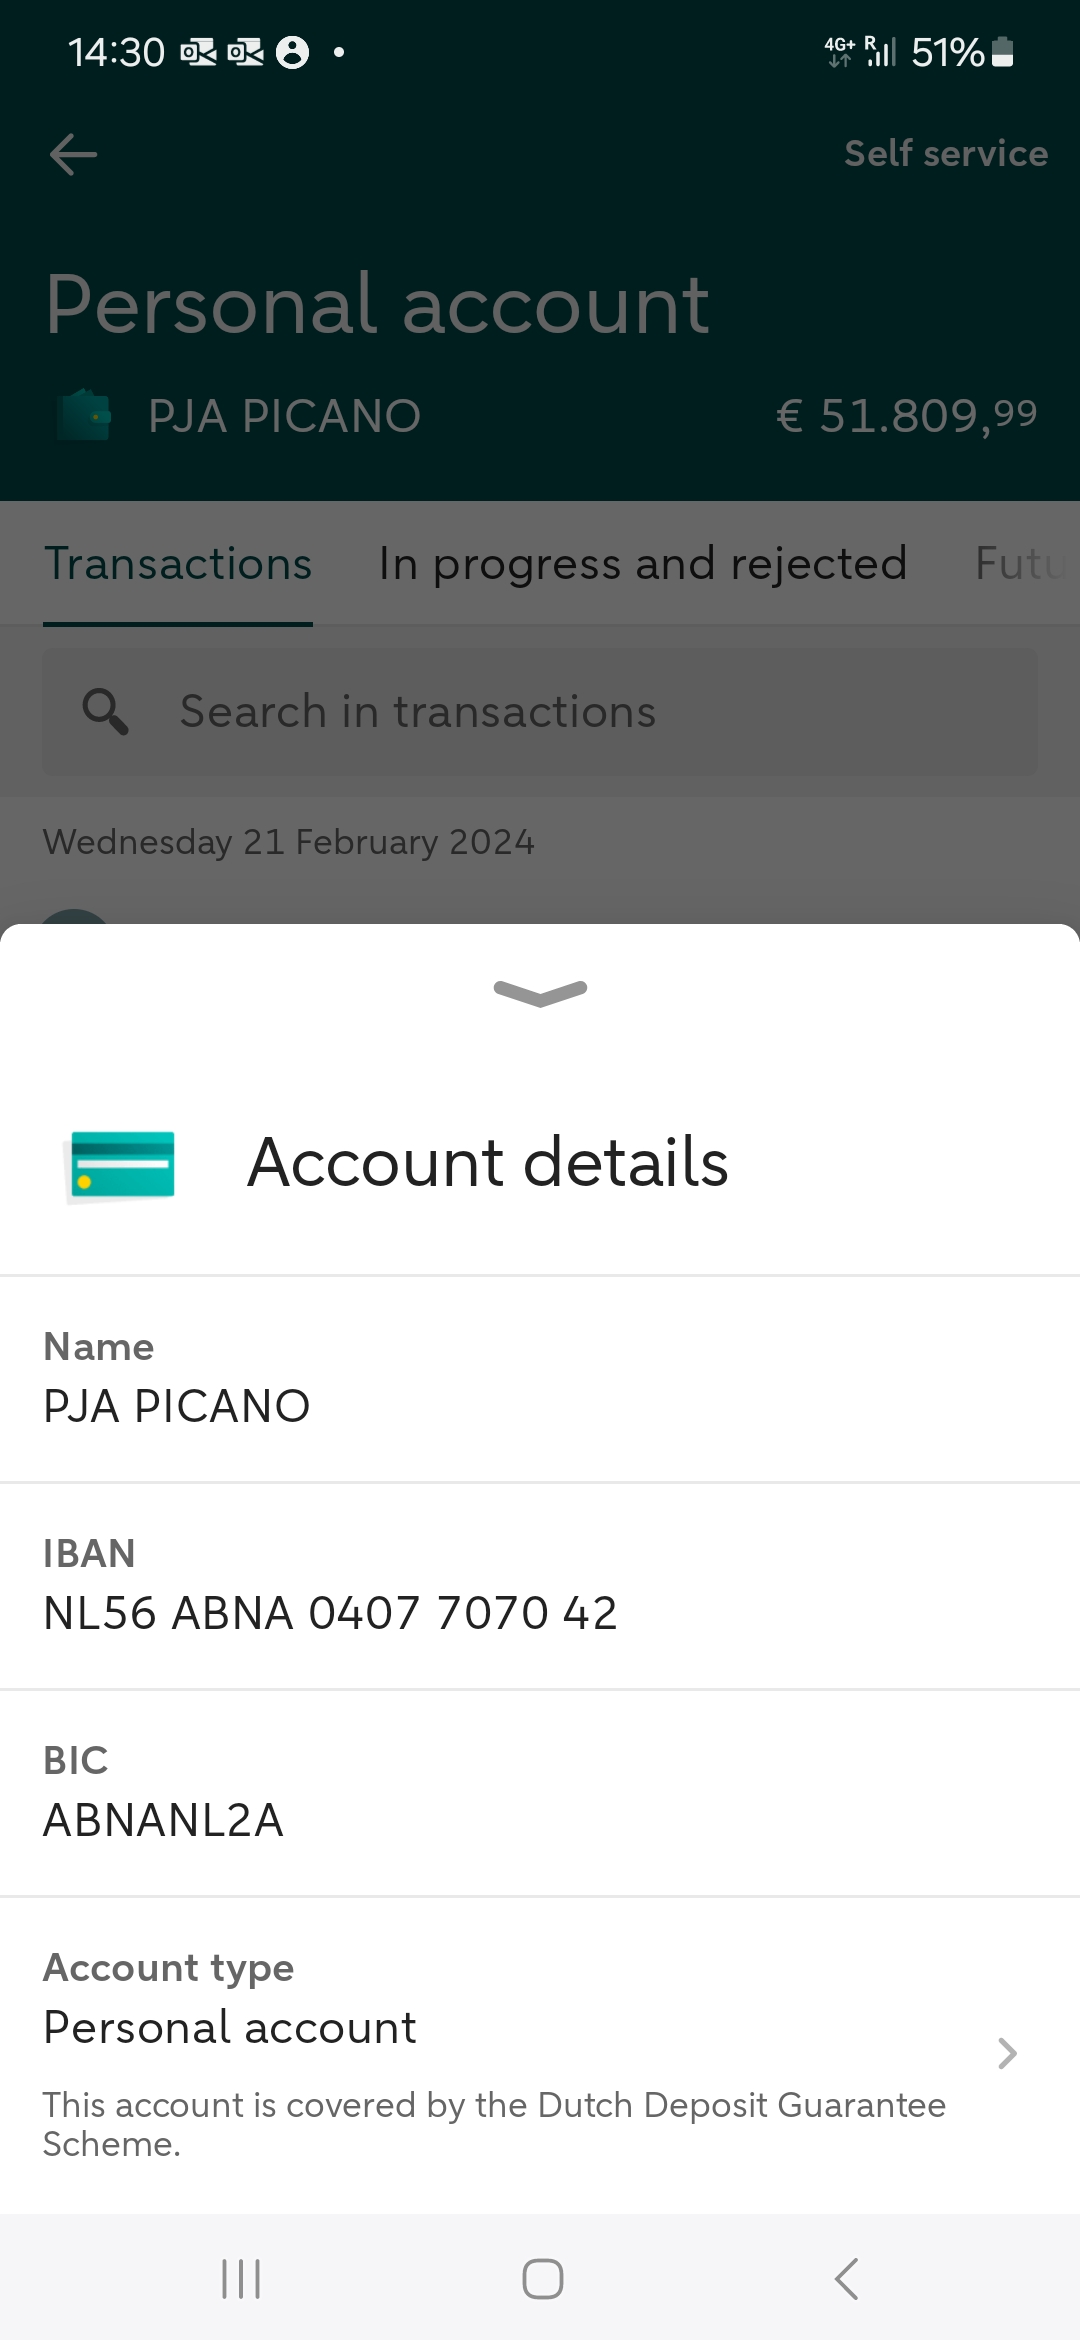 14:30
4G+ R 51%
Self service
Personal account
PJA PICANO € 51.809,99
Transactions In progress and rejected Futu
Search in transactions
Wednesday 21 February 2024
Account details
Name
PJA PICANO
IBAN
NL56 ABNA 0407 7070 42
BIC
ABNANL2A
Account type
Personal account
This account is covered by the Dutch Deposit Guarantee
Scheme.